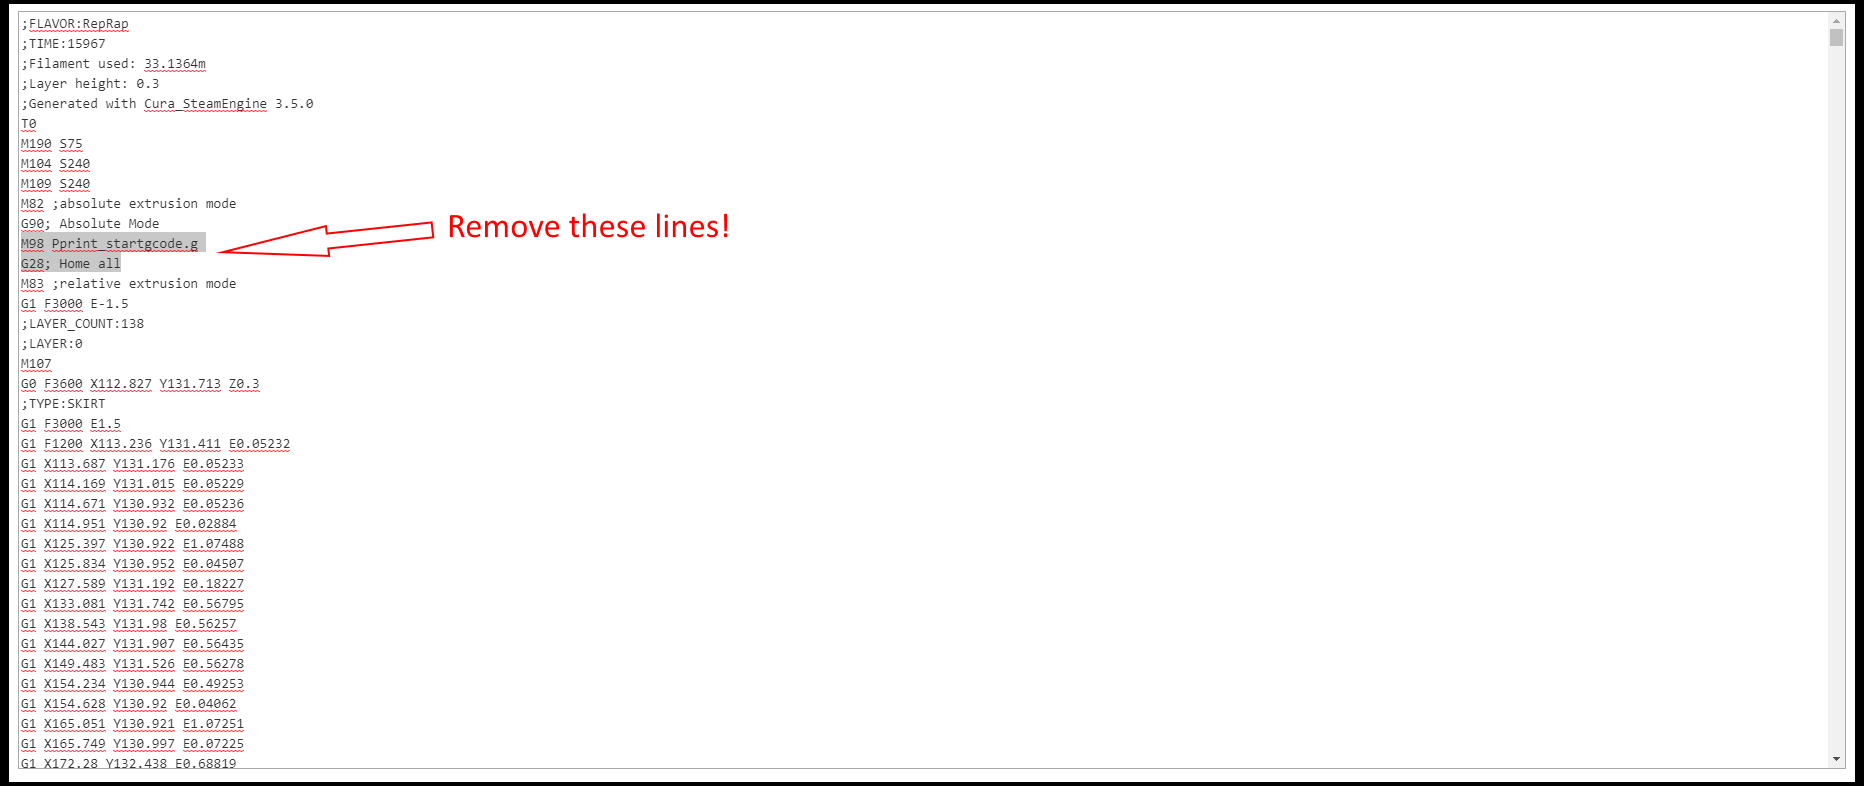 ;FLAVOR:RepRap
;TIME:15967
;Filament used: 33.1364m
;Layer height: 0.3
;Generated with Cura_SteamEngine 3.5.0
T0
M190 S75
M104 S240
M109 S240
M82 ;absolute extrusion mode
G90; Absolute Mode
M98 Pprint_startgcode.g
Remove these lines!
G28; Home all
M83 ;relative extrusion mode
G1 F3000 E-1.5
;LAYER_COUNT:138
;LAYER:0
M107
G0 F3600 X112.827 Y131.713 Z0.3
;TYPE:SKIRT
G1 F3000 E1.5
G1 F1200 X113.236 Y131.411 E0.05232
G1 X113.687 Y131.176 E0.05233
G1 X114.169 Y131.015 E0.05229
G1 X114.671 Y130.932 E0.05236
G1 X114.951 Y130.92 E0.02884
G1 X125.397 Y130.922 E1.07488
G1 X125.834 Y130.952 E0.04507
G1 X127.589 Y131.192 E0.18227
G1 X133.081 Y131.742 E0.56795
G1 X138.543 Y131.98 E0.56257
G1 X144.027 Y131.907 E0.56435
G1 X149.483 Y131.526 E0.56278
G1 X154.234 Y130.944 E0.49253
G1 X154.628 Y130.92 E0.04062
G1 X165.051 Y130.921 E1.07251
G1 X165.749 Y130.997 E0.07225
G1 X172.28 Y132.438 E0.68819